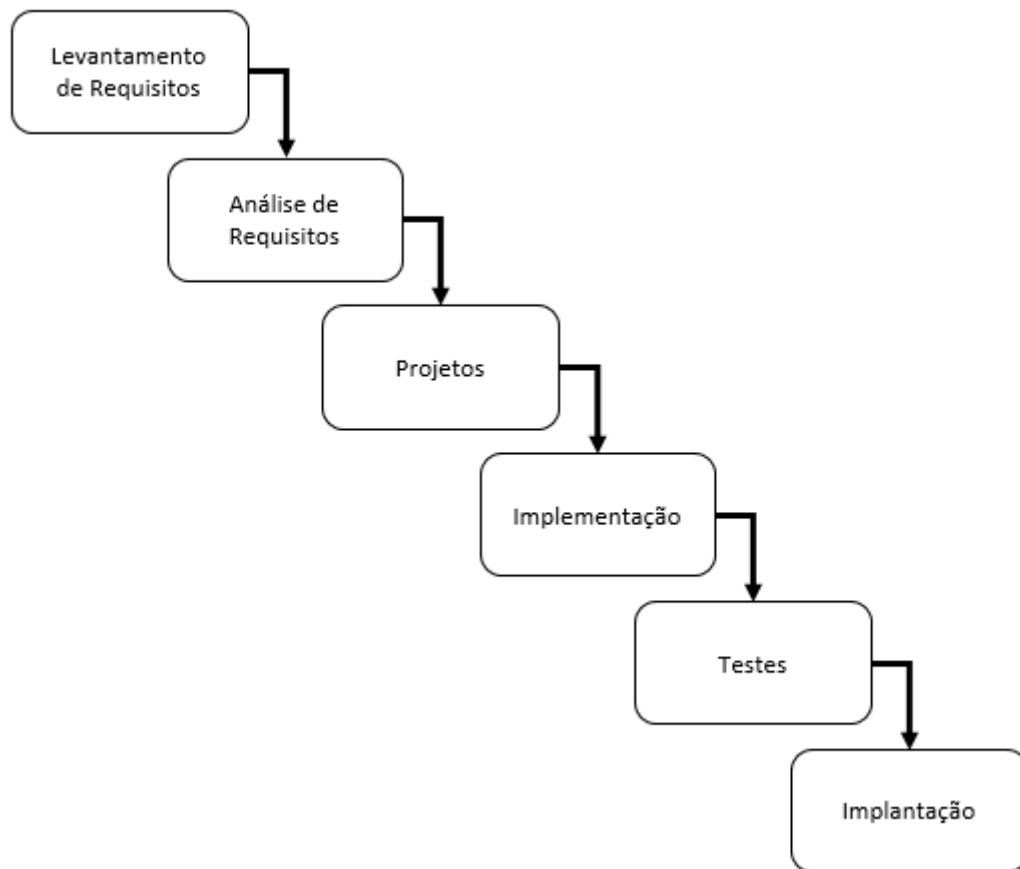 Levantamento
de Requisitos
Análise de
Requisitos
Projetos
Implementação
Testes
Implantação